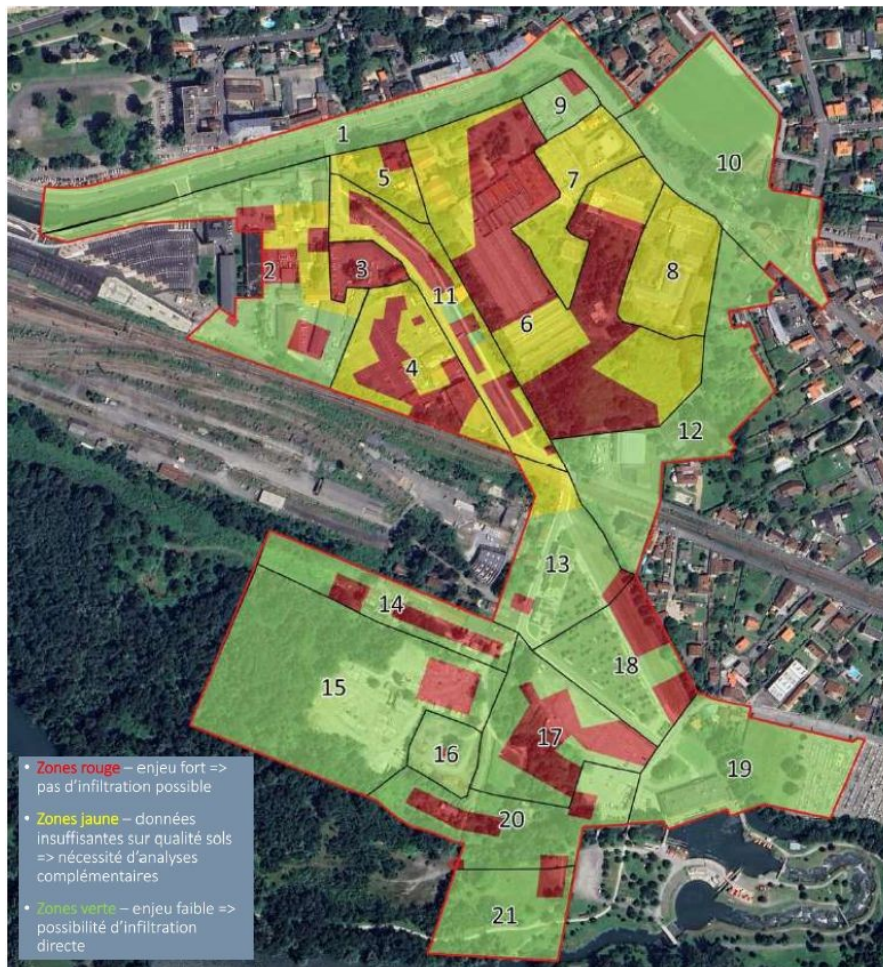 1
9
10
5
7
2
3
8
11
6
4
12
13
14
18
15
17
16
19
20
21
• Zones rouge – enjeu fort =>
pas d'infiltration possible
• Zones jaune – données
insuffisantes sur qualité sols
=> nécessité d'analyses
complémentaires
• Zones verte – enjeu faible =>
possibilité d'infiltration
directe